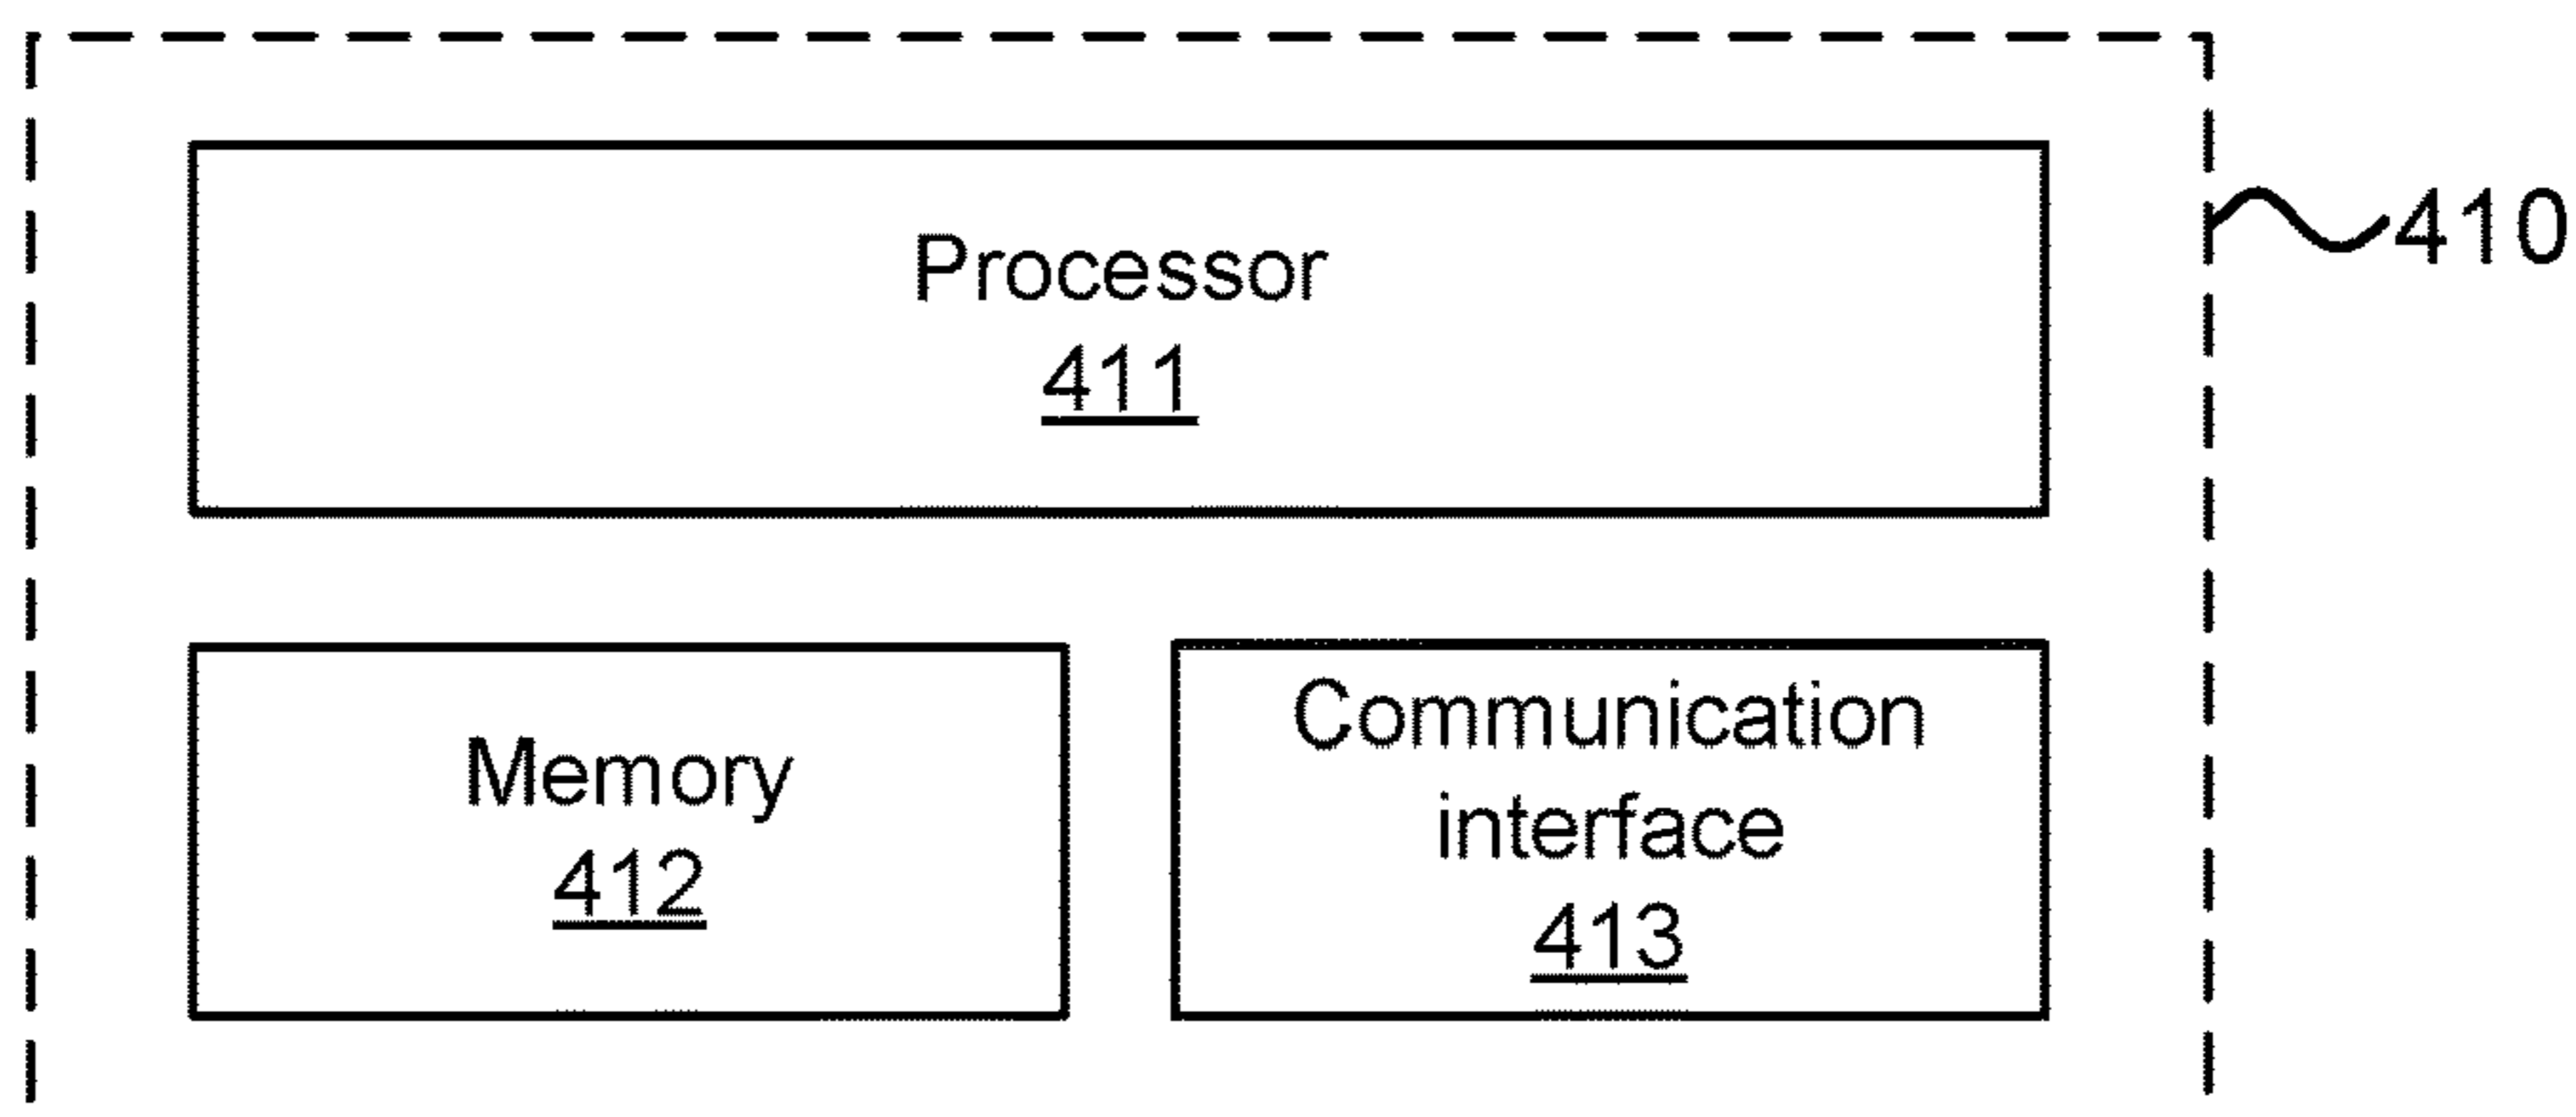 Processor
411
410
Memory
412
Communication
interface
413